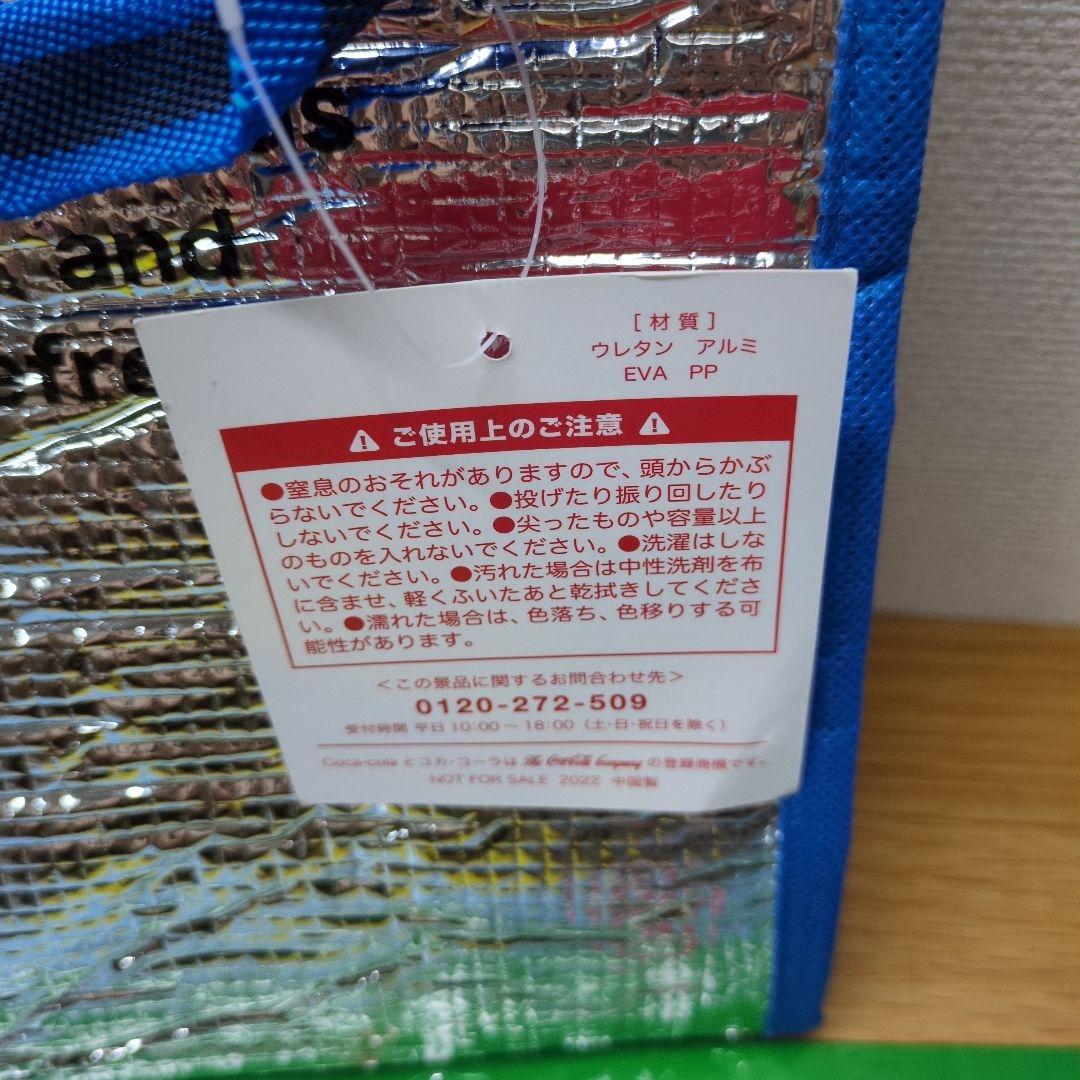 s
and
efre
[材質]
ウレタン アルミ
EVA PP
⚠ご使用上のご注意⚠
●窒息のおそれがありますので、頭からかぶ
らないでください。●投げたり振り回したり
しないでください。●尖ったものや容量以上
のものを入れないでください。●洗濯はしな
いでください。●汚れた場合は中性洗剤を布
に含ませ、軽くふいたあと乾拭きしてくださ
い。●濡れた場合は、色落ち、色移りする可
能性があります。
<この景品に関するお問合わせ先>
0120-272-509
受付時間 平日10:00~18:00(土・日・祝日を除く)
Coca-colaとコカ・コーラは The Coca-Cola Company の登録商標です。
NOT FOR SALE 2022 中国製